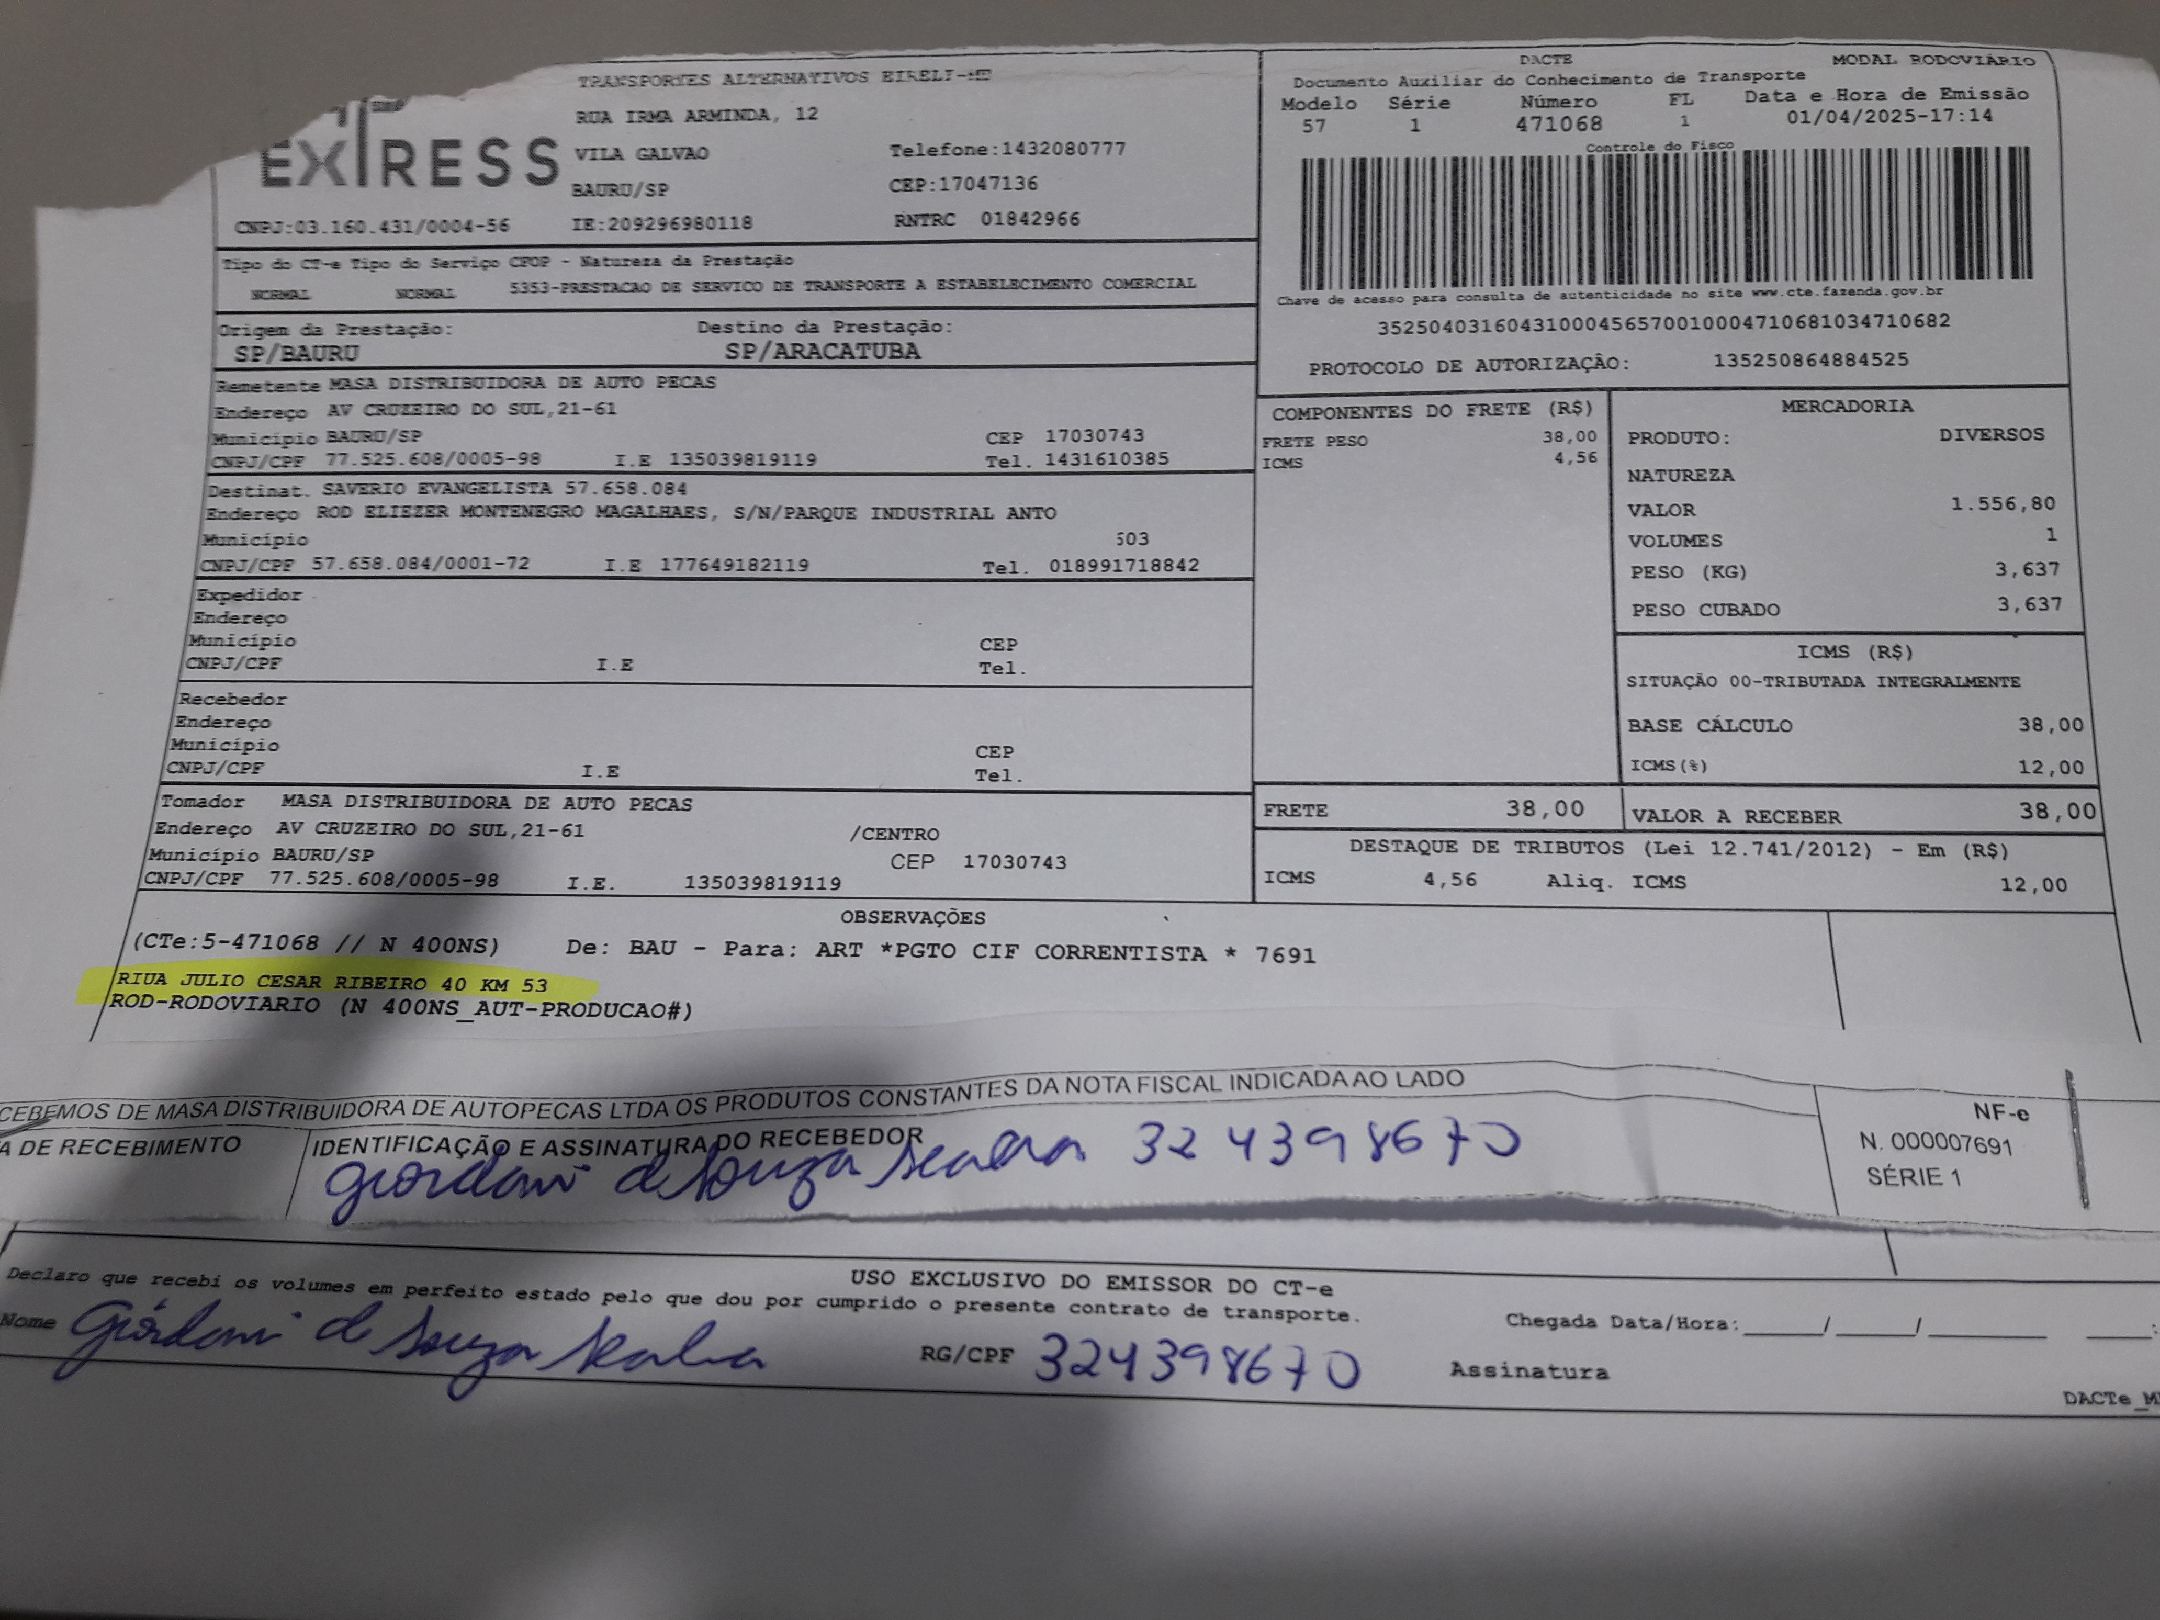 TRANSPORTES ALTERNATIVOS EIRELI-ME
RUA IRMA ARMINDA, 12
EXPRESS
VILA GALVAO Telefone:1432080777
BAURU/SP CEP:17047136
CNPJ:03.160.431/0004-56 IE:209296980118 RNTRC 01842966
DACTE MODAL RODOVIÁRIO
Documento Auxiliar do Conhecimento de Transporte
Modelo Série Número FL Data e Hora de Emissão
57 1 471068 1 01/04/2025-17:14
Controle do Fisco
Chave de acesso para consulta de autenticidade no site www.cte.fazenda.gov.br
35250403160431000456570010004710681034710682
PROTOCOLO DE AUTORIZAÇÃO: 135250864884525
Tipo do CT-e Tipo do Serviço CFOP - Natureza da Prestação
NORMAL NORMAL 5353-PRESTACAO DE SERVICO DE TRANSPORTE A ESTABELECIMENTO COMERCIAL
Origem da Prestação: Destino da Prestação:
SP/BAURU SP/ARACATUBA
Remetente MASA DISTRIBUIDORA DE AUTO PECAS
Endereço AV CRUZEIRO DO SUL,21-61
Município BAURU/SP CEP 17030743
CNPJ/CPF 77.525.608/0005-98 I.E 135039819119 Tel. 1431610385
Destinat. SAVERIO EVANGELISTA 57.658.084
Endereço ROD ELIEZER MONTENEGRO MAGALHAES, S/N/PARQUE INDUSTRIAL ANTO
Município 503
CNPJ/CPF 57.658.084/0001-72 I.E 177649182119 Tel. 018991718842
Expedidor
Endereço
Município CEP
CNPJ/CPF I.E Tel.
Recebedor
Endereço
Município CEP
CNPJ/CPF I.E Tel.
Tomador MASA DISTRIBUIDORA DE AUTO PECAS
Endereço AV CRUZEIRO DO SUL,21-61 /CENTRO
Município BAURU/SP CEP 17030743
CNPJ/CPF 77.525.608/0005-98 I.E. 135039819119
COMPONENTES DO FRETE (R$)
FRETE PESO 38,00
ICMS 4,56
MERCADORIA
PRODUTO: DIVERSOS
NATUREZA
VALOR 1.556,80
VOLUMES 1
PESO (KG) 3,637
PESO CUBADO 3,637
ICMS (R$)
SITUAÇÃO 00-TRIBUTADA INTEGRALMENTE
BASE CÁLCULO 38,00
ICMS(%) 12,00
FRETE 38,00 VALOR A RECEBER 38,00
DESTAQUE DE TRIBUTOS (Lei 12.741/2012) - Em (R$)
ICMS 4,56 Aliq. ICMS 12,00
OBSERVAÇÕES
(CTe:5-471068 // N 400NS) De: BAU - Para: ART *PGTO CIF CORRENTISTA * 7691
RIUA JULIO CESAR RIBEIRO 40 KM 53
ROD-RODOVIARIO (N 400NS_AUT-PRODUCAO#)
CEBEMOS DE MASA DISTRIBUIDORA DE AUTOPECAS LTDA OS PRODUTOS CONSTANTES DA NOTA FISCAL INDICADA AO LADO
A DE RECEBIMENTO IDENTIFICAÇÃO E ASSINATURA DO RECEBEDOR
giordani d Souza 324398670
NF-e
N. 000007691
SÉRIE 1
USO EXCLUSIVO DO EMISSOR DO CT-e
Declaro que recebi os volumes em perfeito estado pelo que dou por cumprido o presente contrato de transporte.
Nome Giordani d Souza RG/CPF 324398670
Chegada Data/Hora:____/____/______ ___:
Assinatura
DACTe_M